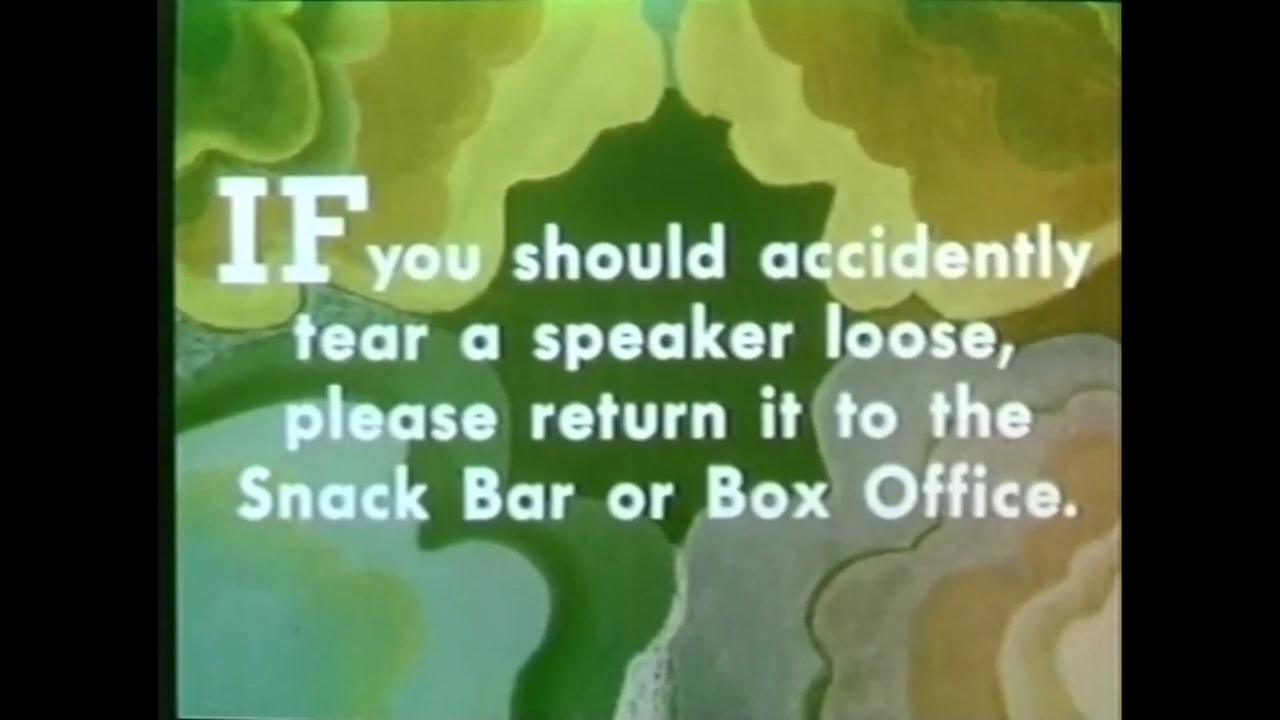 IF you should accidently
tear a speaker loose,
please return it to the
Snack Bar or Box Office.